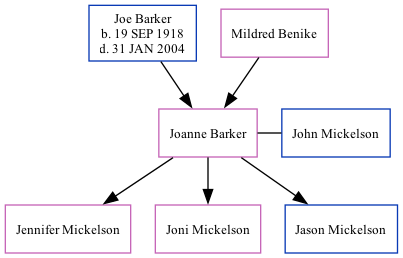 Joe Barker
b. 19 SEP 1918
d. 31 JAN 2004
Mildred Benike
Joanne Barker
John Mickelson
Jennifer Mickelson
Joni Mickelson
Jason Mickelson